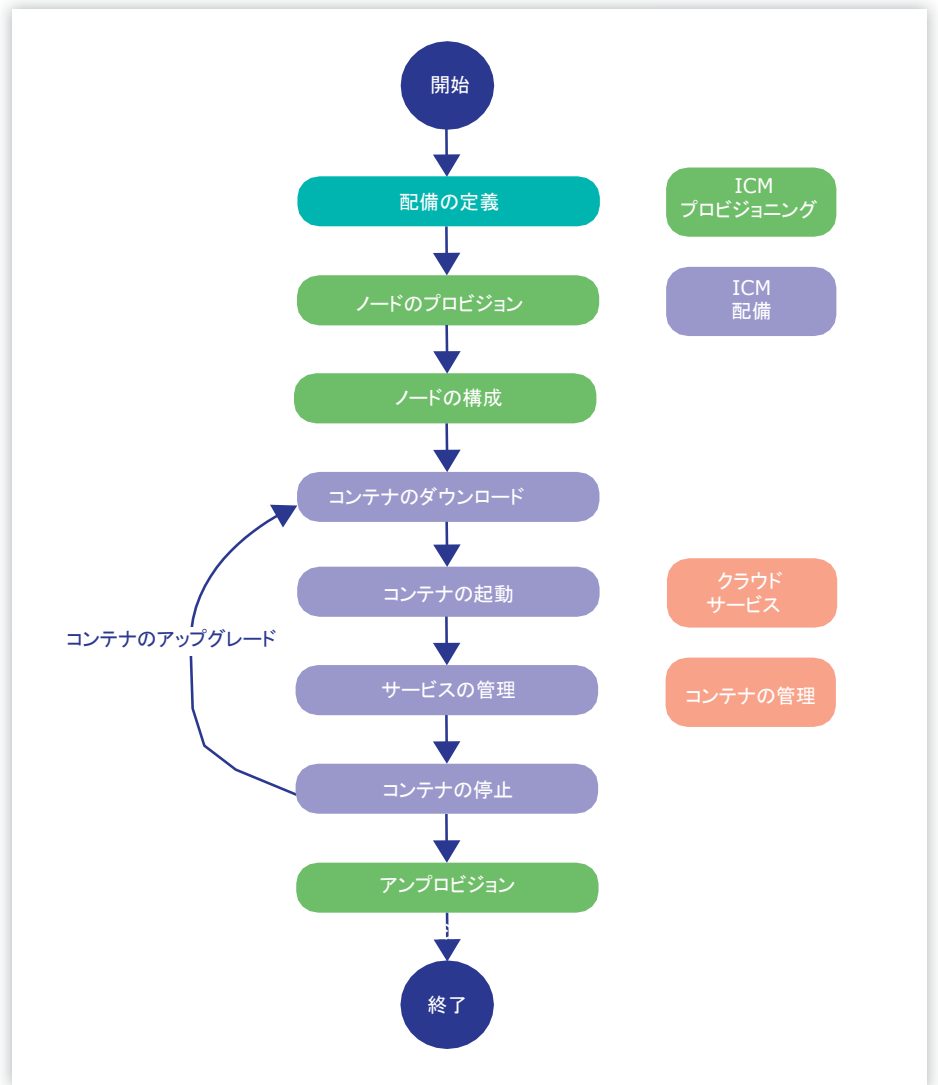 開始
配備の定義
ICM
プロビジョニング
ノードのプロビジョン
ICM
配備
ノードの構成
コンテナのダウンロード
コンテナの起動
クラウド
サービス
コンテナのアップグレード
サービスの管理
コンテナの管理
コンテナの停止
アンプロビジョン
終了